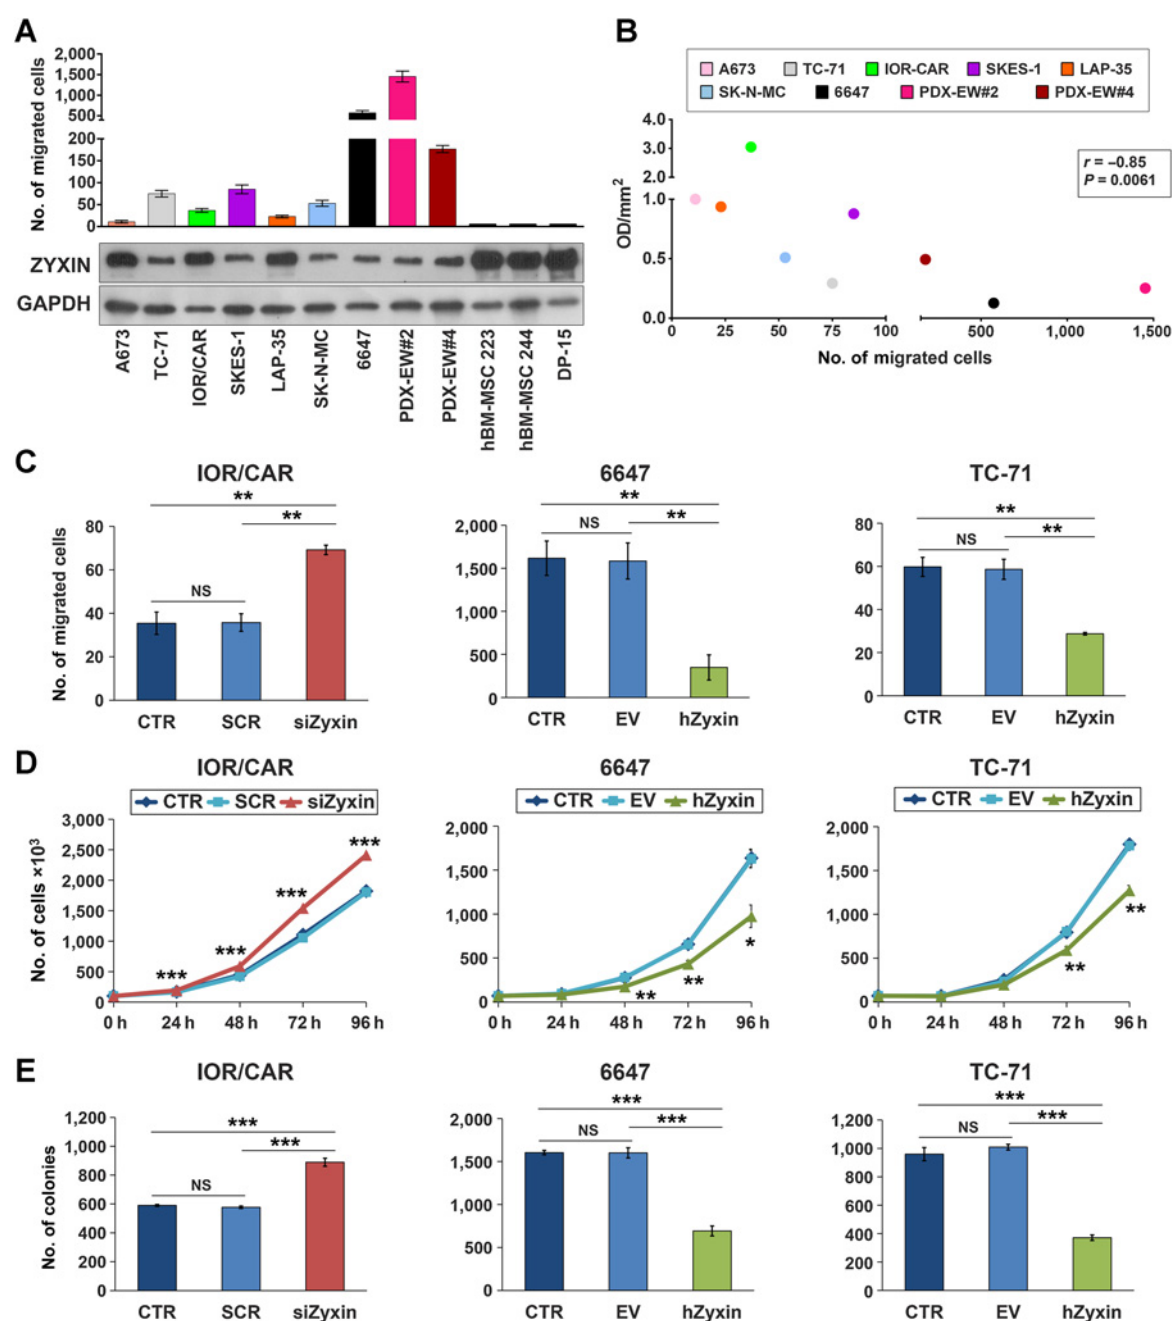 A
No. of migrated cells
2,000
1,500
1,000
500
200
150
100
50
0
ZYXIN
GAPDH
A673
TC-71
IOR/CAR
SKES-1
LAP-35
SK-N-MC
6647
PDX-EW#2
PDX-EW#4
hBM-MSC 223
hBM-MSC 244
DP-15
B
A673 TC-71 IOR-CAR SKES-1 LAP-35
SK-N-MC 6647 PDX-EW#2 PDX-EW#4
OD/mm²
4.0
3.0
2.0
1.0
0.5
0.0
r = –0.85
P = 0.0061
0 25 50 75 100 500 1,000 1,500
No. of migrated cells
C
IOR/CAR
No. of migrated cells
80
60
40
20
0
**
**
NS
CTR SCR siZyxin
6647
2,000
1,500
1,000
500
0
**
NS **
CTR EV hZyxin
TC-71
80
60
40
20
0
**
NS **
CTR EV hZyxin
D
IOR/CAR
CTR SCR siZyxin
No. of cells ×10³
3,000
2,500
2,000
1,500
1,000
500
0
*** *** *** ***
0 h 24 h 48 h 72 h 96 h
6647
CTR EV hZyxin
2,000
1,500
1,000
500
0
** ** *
0 h 24 h 48 h 72 h 96 h
TC-71
CTR EV hZyxin
2,000
1,500
1,000
500
0
** **
0 h 24 h 48 h 72 h 96 h
E
IOR/CAR
No. of colonies
1,200
1,000
800
600
400
200
0
***
***
NS
CTR SCR siZyxin
6647
2,000
1,500
1,000
500
0
***
NS ***
CTR EV hZyxin
TC-71
1,200
1,000
800
600
400
200
0
***
NS ***
CTR EV hZyxin